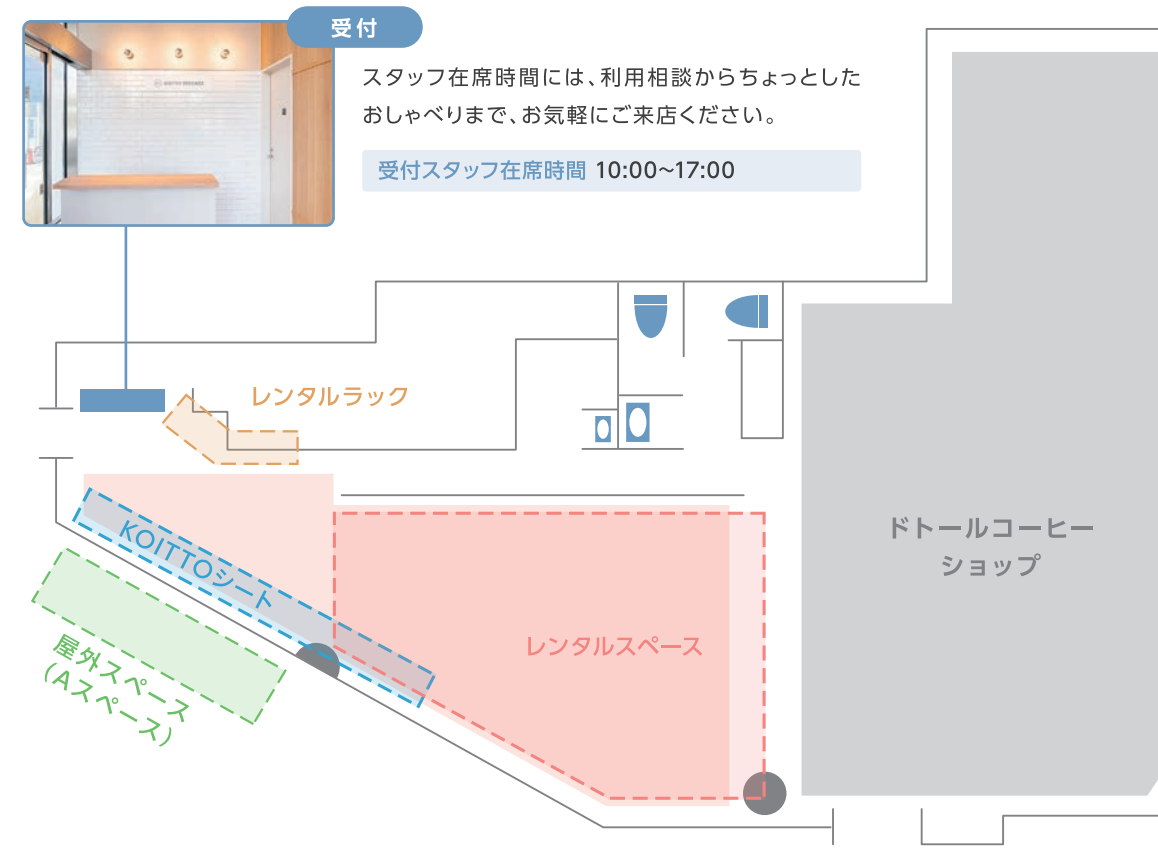 受付
スタッフ在席時間には、利用相談からちょっとした
おしゃべりまで、お気軽にご来店ください。
受付スタッフ在席時間 10:00~17:00
レンタルラック
KOITTOシート
ドトールコーヒー
ショップ
レンタルスペース
屋外スペース
(Aスペース)